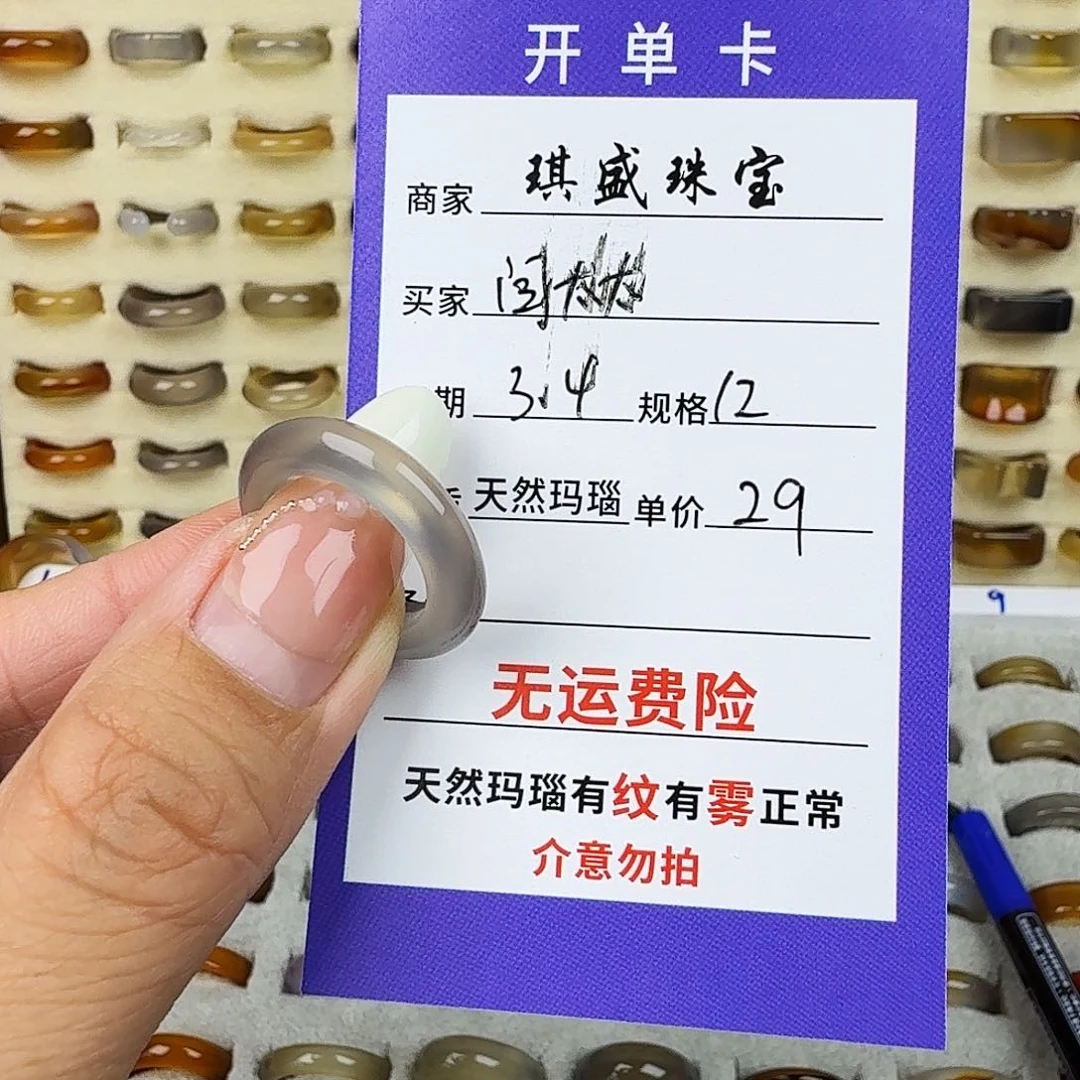 开单卡
商家 琪盛珠宝
买家 闫
期 3.4 规格 12
天然玛瑙 单价 29
无运费险
天然玛瑙有纹有雾正常
介意勿拍
9